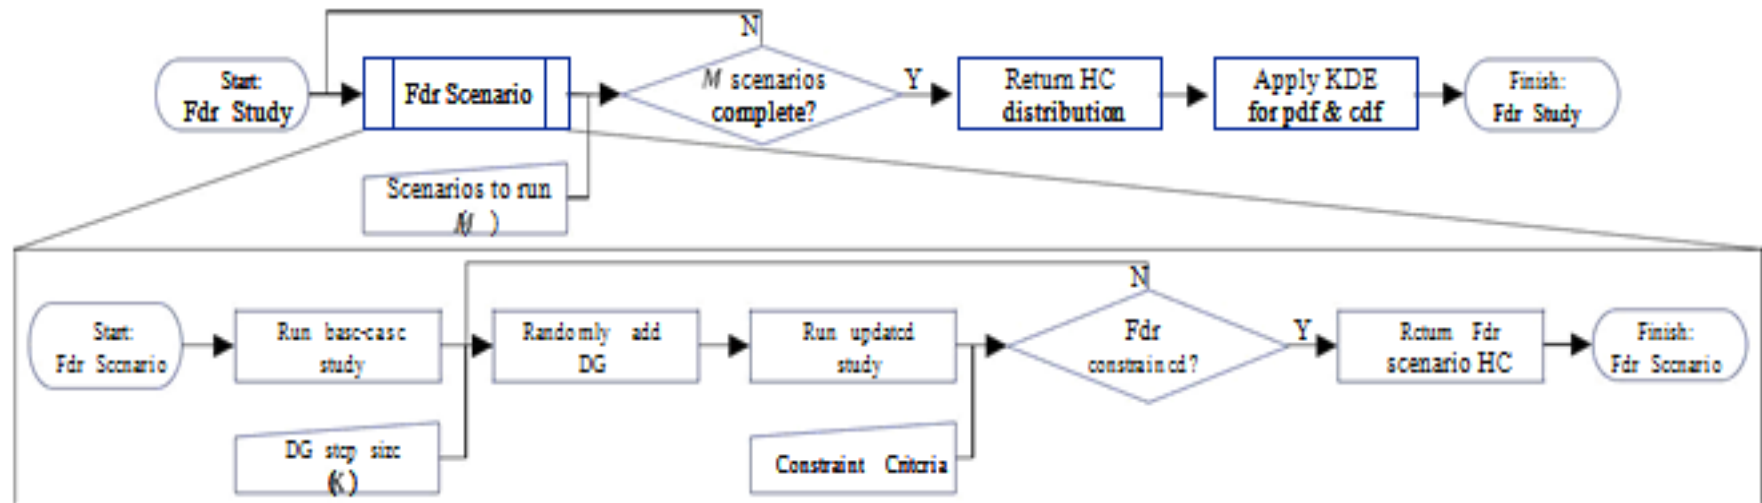 N
Start:
Fdr Study
Fdr Scenario
M scenarios
complete?
Y
Return HC
distribution
Apply KDE
for pdf & cdf
Finish:
Fdr Study
Scenarios to run
(M)
N
Start:
Fdr Scenario
Run base-case
study
Randomly add
DG
Run updated
study
Fdr
constrained?
Y
Return Fdr
scenario HC
Finish:
Fdr Scenario
DG step size
(K)
Constraint Criteria